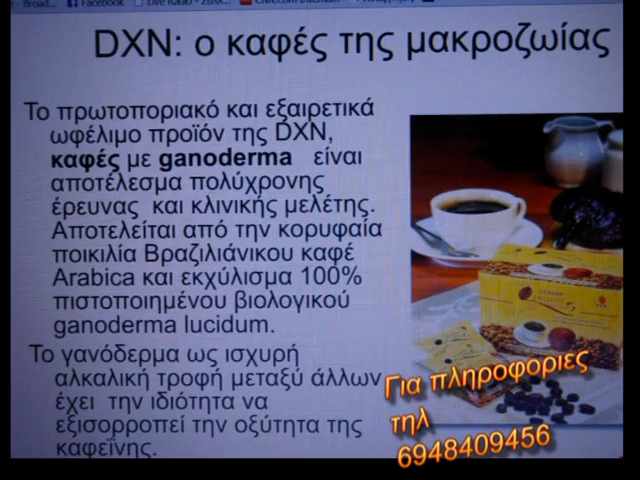 Facebook
DXN: ο καφές της μακροζωίας
Το πρωτοποριακό και εξαιρετικά
ωφέλιμο προϊόν της DXN,
καφές με ganoderma είναι
αποτέλεσμα πολύχρονης
έρευνας και κλινικής μελέτης.
Αποτελείται από την κορυφαία
ποικιλία Βραζιλιάνικου καφέ
Arabica και εκχύλισμα 100%
πιστοποιημένου βιολογικού
ganoderma lucidum.
Το γανόδερμα ως ισχυρή
αλκαλική τροφή μεταξύ άλλων
έχει την ιδιότητα να
εξισορροπεί την οξύτητα της
καφεΐνης.
Για πληροφοριες
τηλ
6948409456